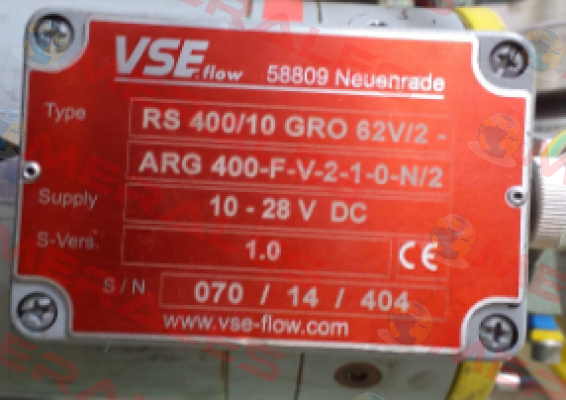 VSE.flow 58809 Neuenrade
Type RS 400/10 GRO 62V/2 -
ARG 400-F-V-2-1-0-N/2
Supply 10 - 28 V DC
S-Vers. 1.0 CE
S / N 070 / 14 / 404
www.vse-flow.com